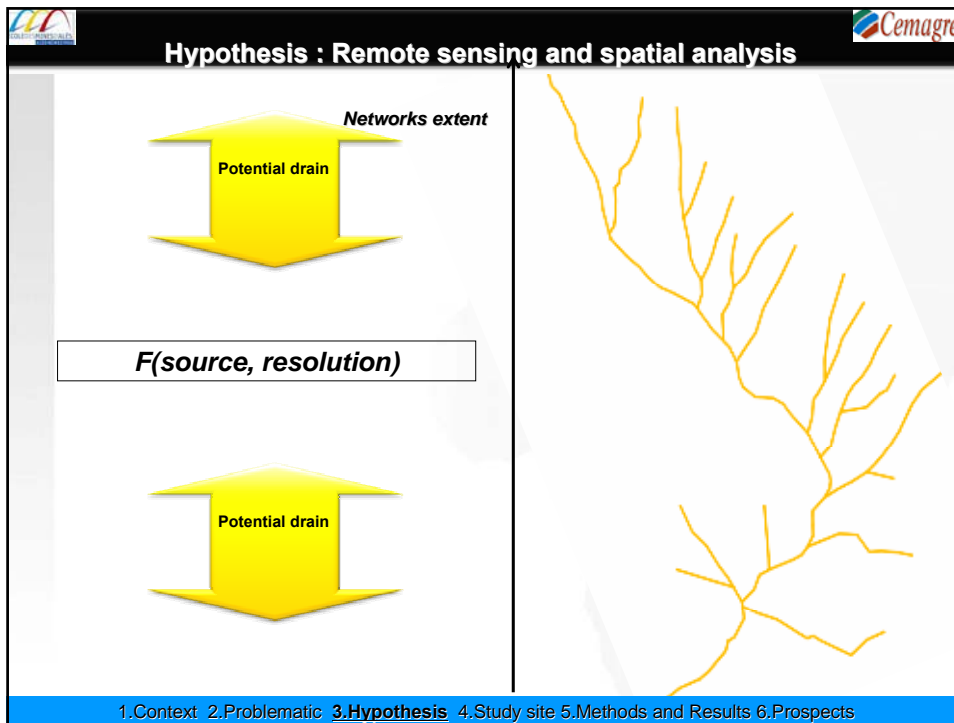 Cemagre
Hypothesis : Remote sensing and spatial analysis
Networks extent
Potential drain
F(source, resolution)
Potential drain
1.Context 2.Problematic 3.Hypothesis 4.Study site 5.Methods and Results 6.Prospects